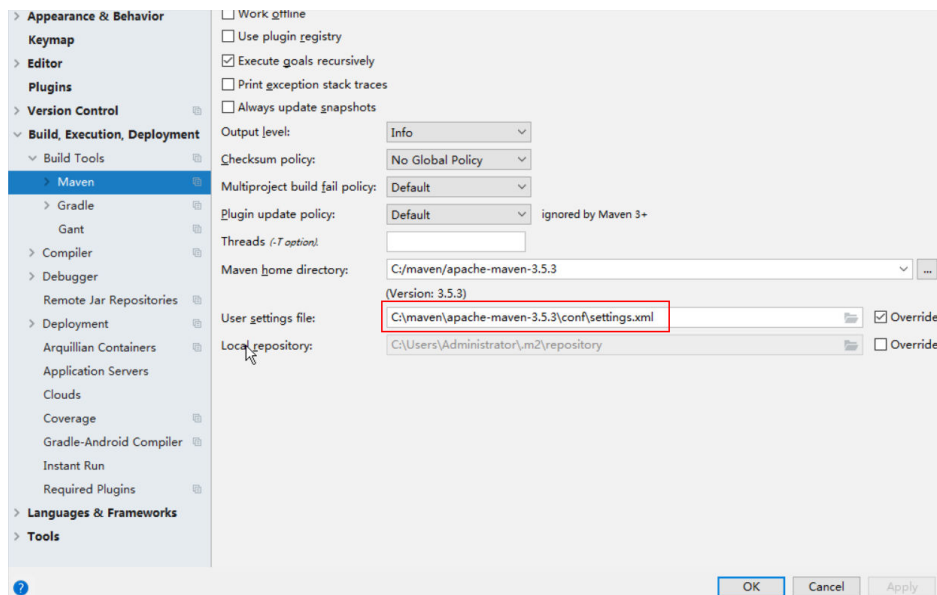 Appearance & Behavior
Keymap
Editor
Plugins
Version Control
Build, Execution, Deployment
Build Tools
Maven
Gradle
Gant
Compiler
Debugger
Remote Jar Repositories
Deployment
Arquillian Containers
Application Servers
Clouds
Coverage
Gradle-Android Compiler
Instant Run
Required Plugins
Languages & Frameworks
Tools
Work offline
Use plugin registry
Execute goals recursively
Print exception stack traces
Always update snapshots
Output level: Info
Checksum policy: No Global Policy
Multiproject build fail policy: Default
Plugin update policy: Default ignored by Maven 3+
Threads (-T option).
Maven home directory: C:/maven/apache-maven-3.5.3 ...
(Version: 3.5.3)
User settings file: C:\maven\apache-maven-3.5.3\conf\settings.xml Override
Local repository: C:\Users\Administrator\.m2\repository Override
? OK Cancel Apply